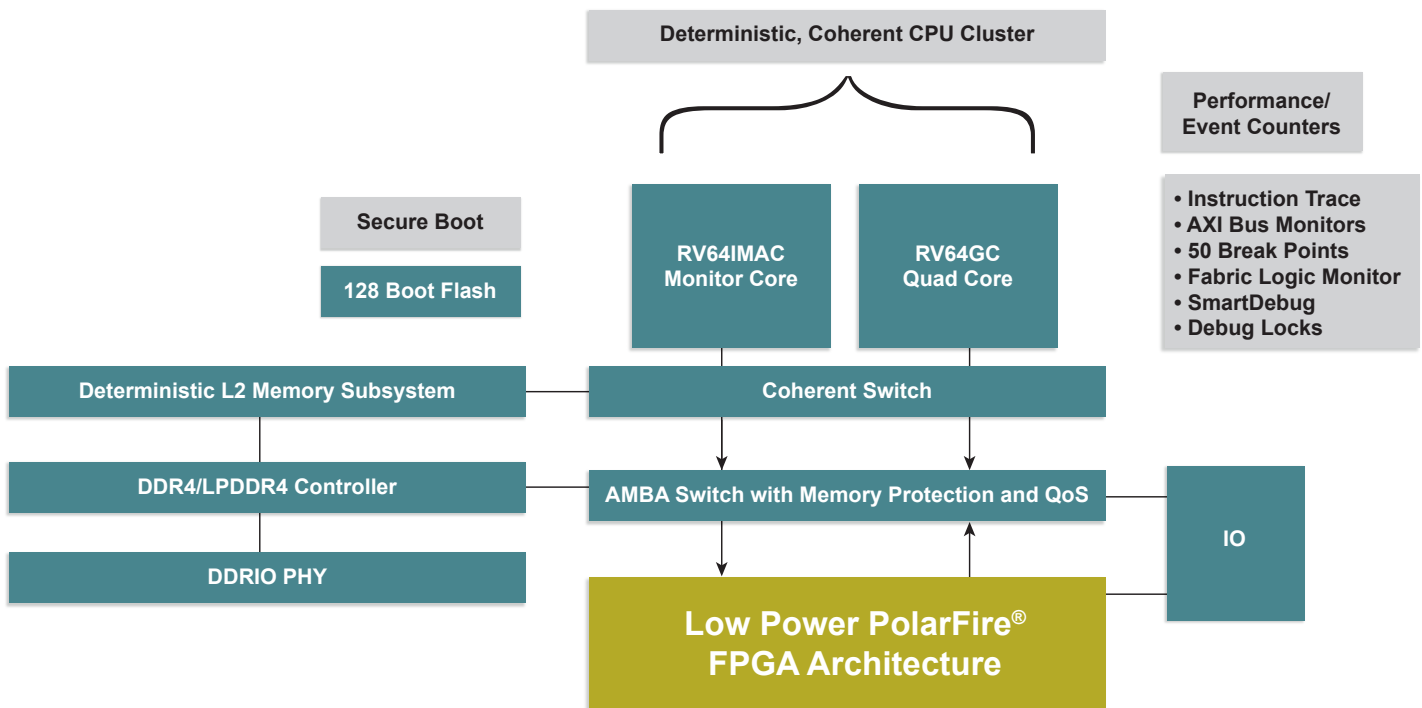 Deterministic, Coherent CPU Cluster
Performance/
Event Counters
• Instruction Trace
• AXI Bus Monitors
• 50 Break Points
• Fabric Logic Monitor
• SmartDebug
• Debug Locks
Secure Boot
128 Boot Flash
RV64IMAC
Monitor Core
RV64GC
Quad Core
Deterministic L2 Memory Subsystem
Coherent Switch
DDR4/LPDDR4 Controller
AMBA Switch with Memory Protection and QoS
IO
DDRIO PHY
Low Power PolarFire®
FPGA Architecture